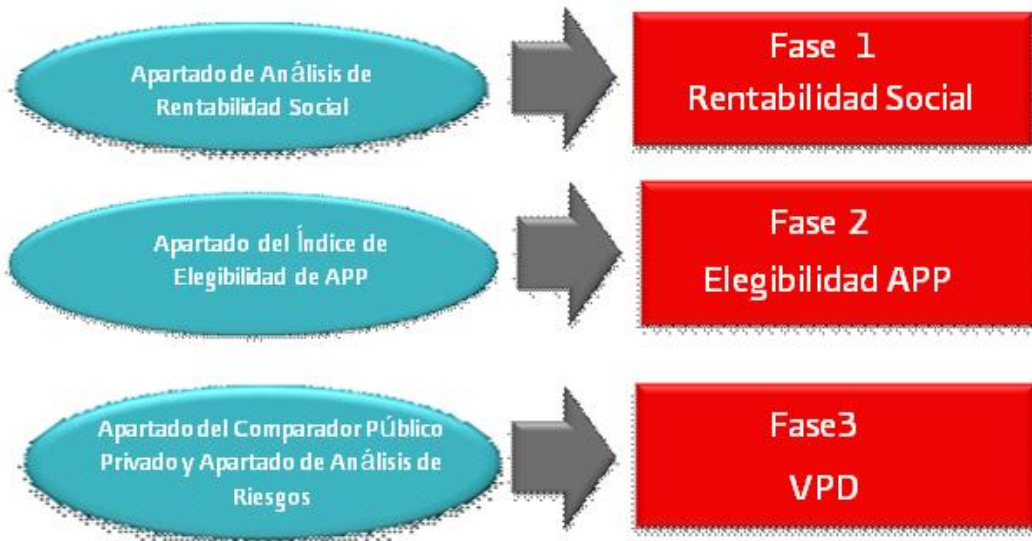 Apartado de Análisis de
Rentabilidad Social
Fase 1
Rentabilidad Social
Apartado del Índice de
Elegibilidad de APP
Fase 2
Elegibilidad APP
Apartado del Comparador Público
Privado y Apartado de Análisis de
Riesgos
Fase3
VPD